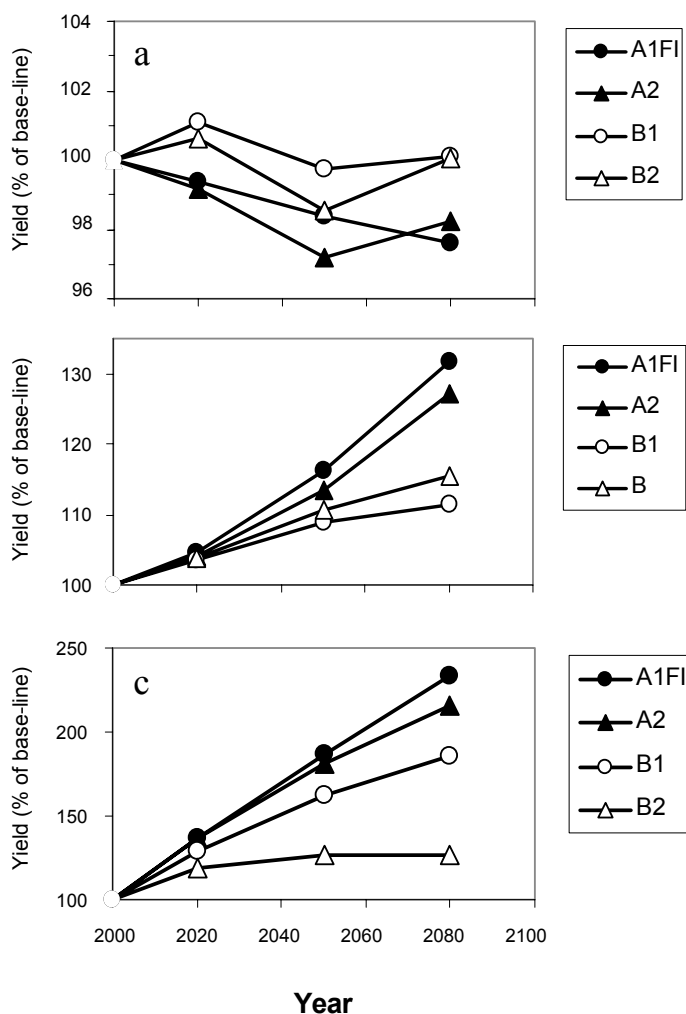 104
102
100
98
96
Yield (% of base-line)
a
A1FI
A2
B1
B2
130
120
110
100
Yield (% of base-line)
A1FI
A2
B1
B
250
200
150
100
Yield (% of base-line)
c
A1FI
A2
B1
B2
2000 2020 2040 2060 2080 2100
Year